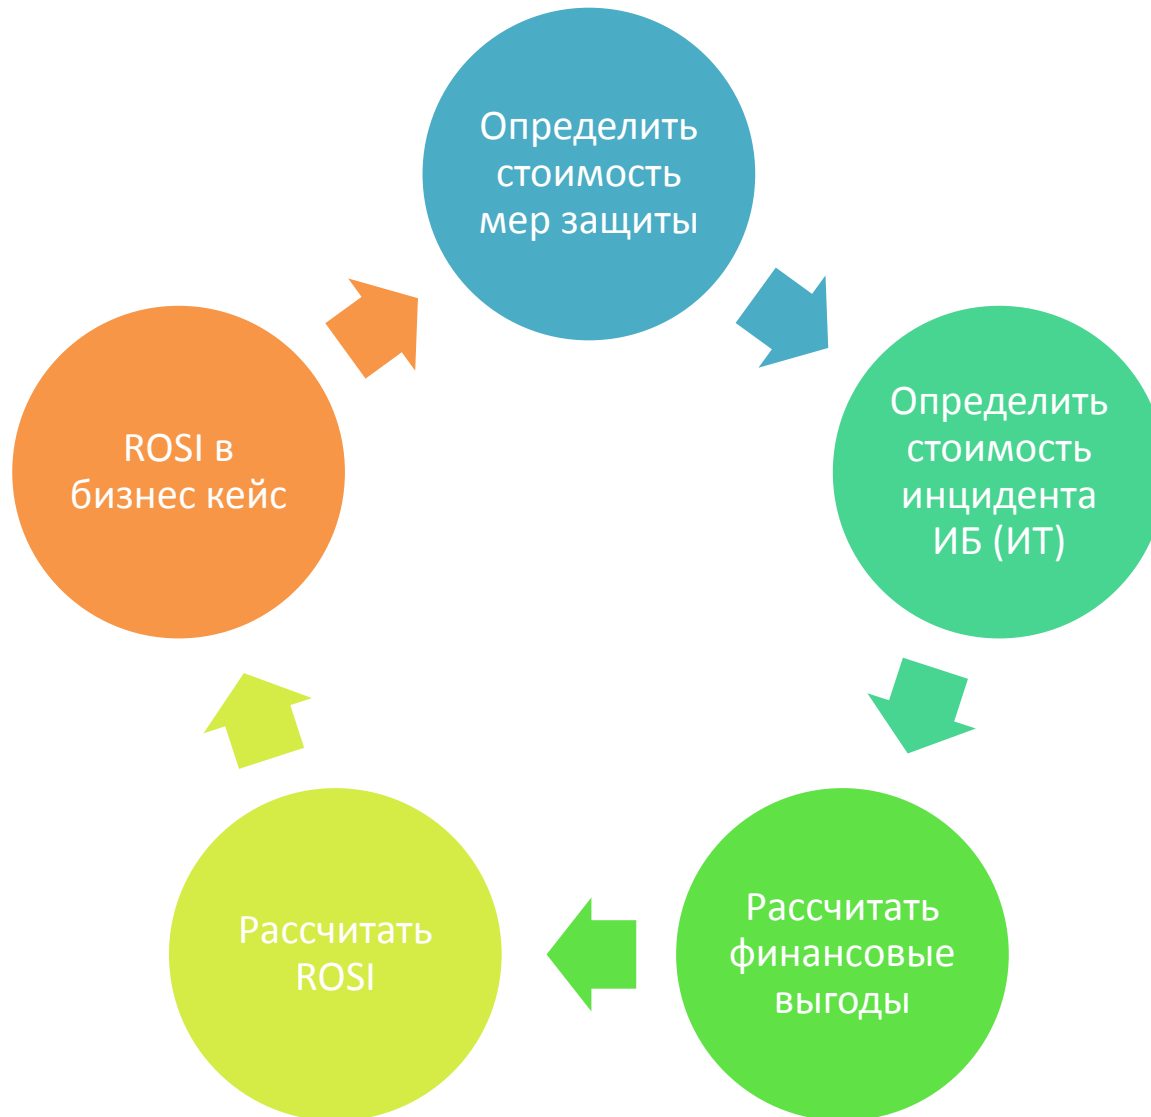 Определить
стоимость
мер защиты
Определить
стоимость
инцидента
ИБ (ИТ)
Рассчитать
финансовые
выгоды
Рассчитать
ROSI
ROSI в
бизнес кейс